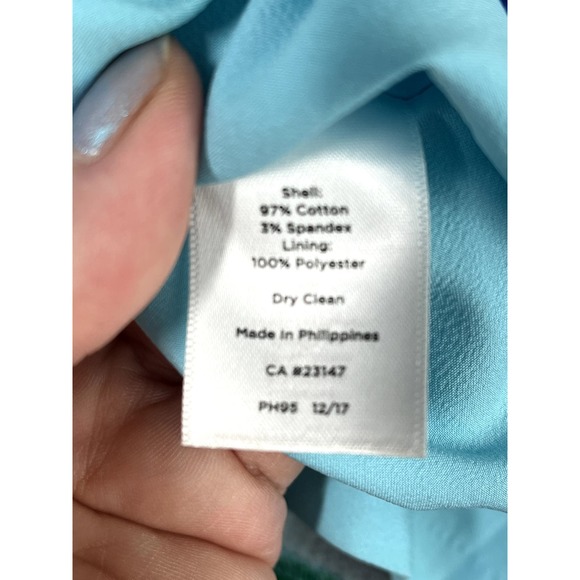 Shell:
97% Cotton
3% Spandex
Lining:
100% Polyester
Dry Clean
Made In Philippines
CA #23147
PH95 12/17